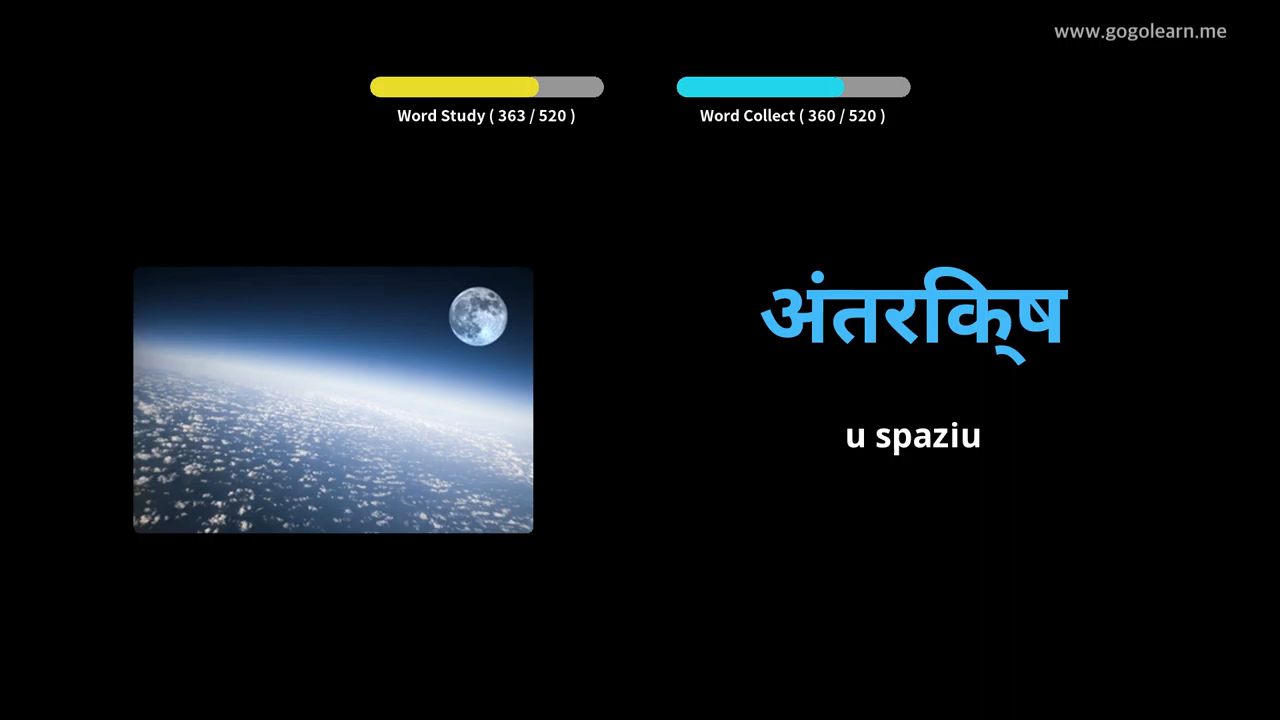 www.gogolearn.me
Word Study ( 363 / 520 )
Word Collect ( 360 / 520 )
अंतरकि्ष
u spaziu